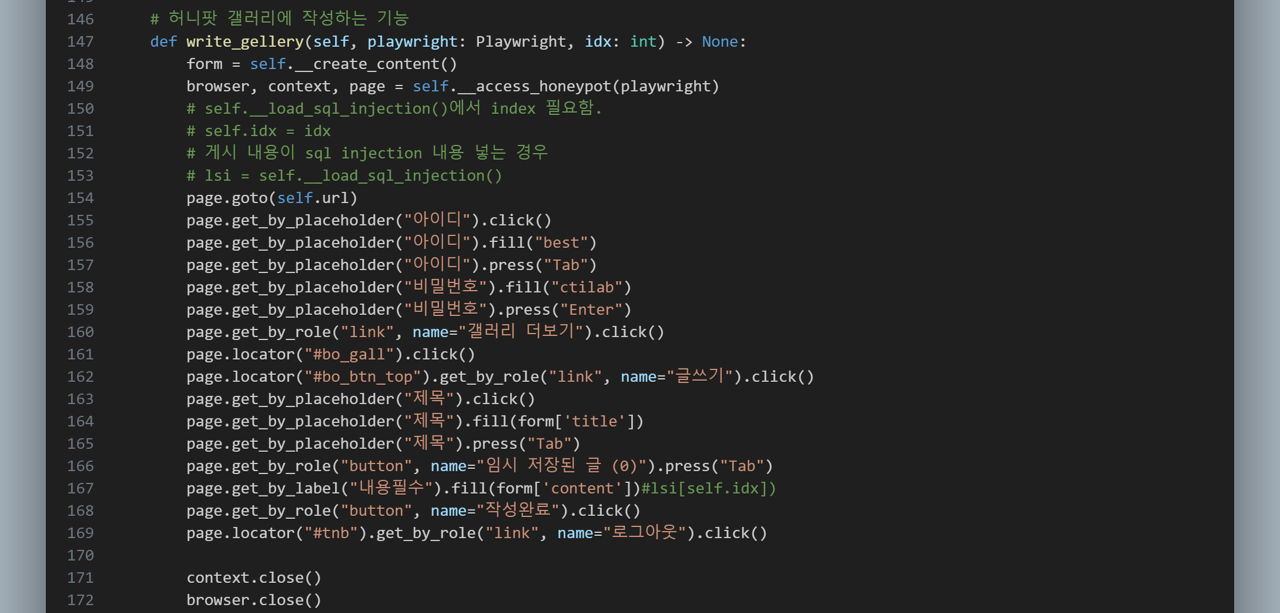 146 # 허니팟 갤러리에 작성하는 기능
147 def write_gellery(self, playwright: Playwright, idx: int) -> None:
148 form = self.__create_content()
149 browser, context, page = self.__access_honeypot(playwright)
150 # self.__load_sql_injection()에서 index 필요함.
151 # self.idx = idx
152 # 게시 내용이 sql injection 내용 넣는 경우
153 # lsi = self.__load_sql_injection()
154 page.goto(self.url)
155 page.get_by_placeholder("아이디").click()
156 page.get_by_placeholder("아이디").fill("best")
157 page.get_by_placeholder("아이디").press("Tab")
158 page.get_by_placeholder("비밀번호").fill("ctilab")
159 page.get_by_placeholder("비밀번호").press("Enter")
160 page.get_by_role("link", name="갤러리 더보기").click()
161 page.locator("#bo_gall").click()
162 page.locator("#bo_btn_top").get_by_role("link", name="글쓰기").click()
163 page.get_by_placeholder("제목").click()
164 page.get_by_placeholder("제목").fill(form['title'])
165 page.get_by_placeholder("제목").press("Tab")
166 page.get_by_role("button", name="임시 저장된 글 (0)").press("Tab")
167 page.get_by_label("내용필수").fill(form['content'])#lsi[self.idx])
168 page.get_by_role("button", name="작성완료").click()
169 page.locator("#tnb").get_by_role("link", name="로그아웃").click()
170
171 context.close()
172 browser.close()